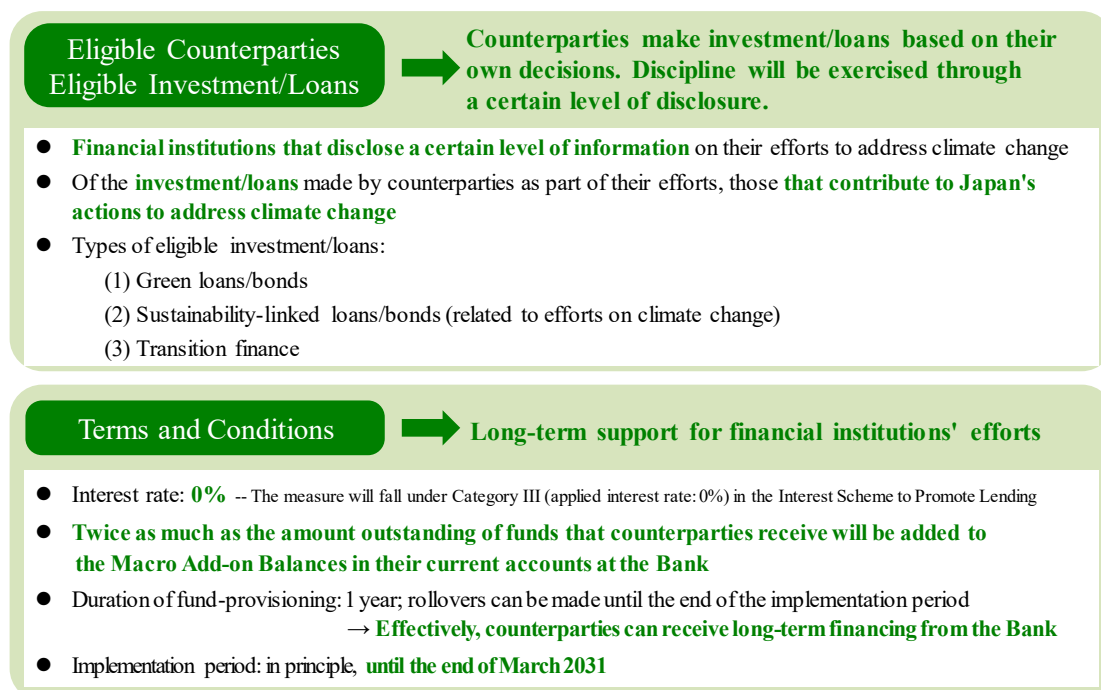 Eligible Counterparties
Eligible Investment/Loans
Counterparties make investment/loans based on their
own decisions. Discipline will be exercised through
a certain level of disclosure.
● Financial institutions that disclose a certain level of information on their efforts to address climate change
● Of the investment/loans made by counterparties as part of their efforts, those that contribute to Japan's
actions to address climate change
● Types of eligible investment/loans:
(1) Green loans/bonds
(2) Sustainability-linked loans/bonds (related to efforts on climate change)
(3) Transition finance
Terms and Conditions
Long-term support for financial institutions' efforts
● Interest rate: 0% -- The measure will fall under Category III (applied interest rate: 0%) in the Interest Scheme to Promote Lending
● Twice as much as the amount outstanding of funds that counterparties receive will be added to
the Macro Add-on Balances in their current accounts at the Bank
● Duration of fund-provisioning: 1 year; rollovers can be made until the end of the implementation period
→ Effectively, counterparties can receive long-term financing from the Bank
● Implementation period: in principle, until the end of March 2031